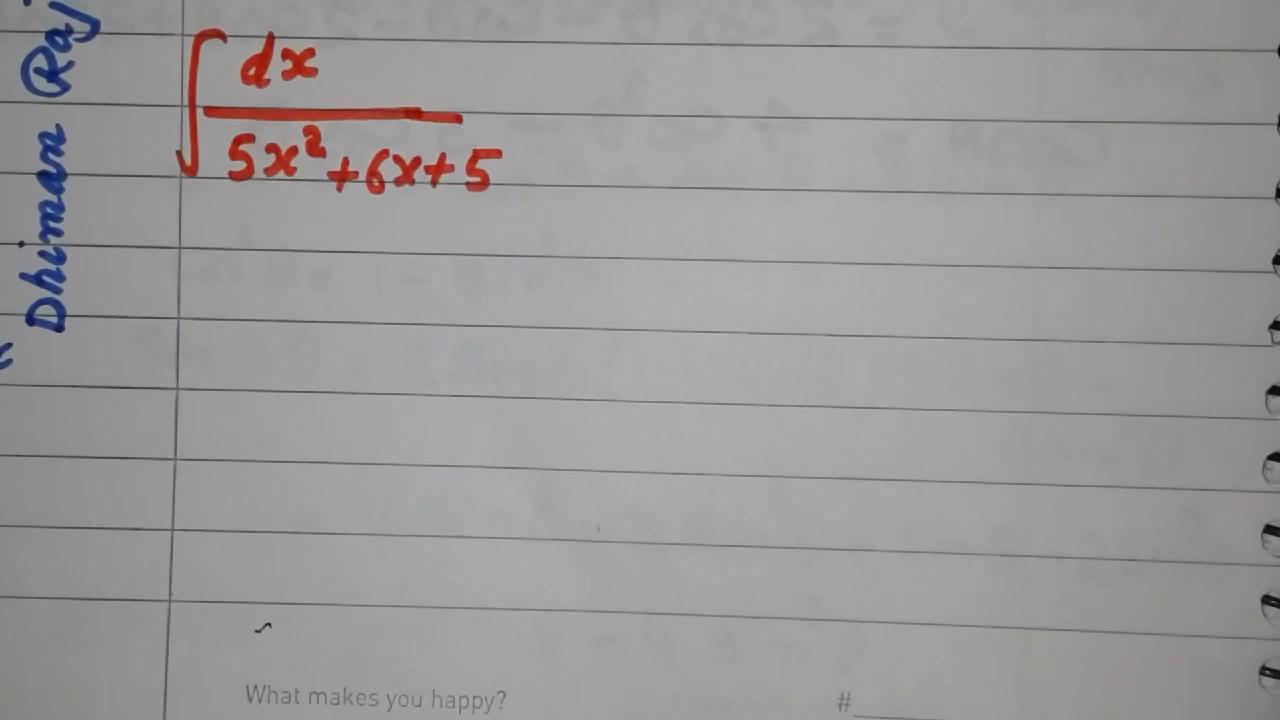 Dhiman Raj
∫ dx
5x²+6x+5
What makes you happy?
#